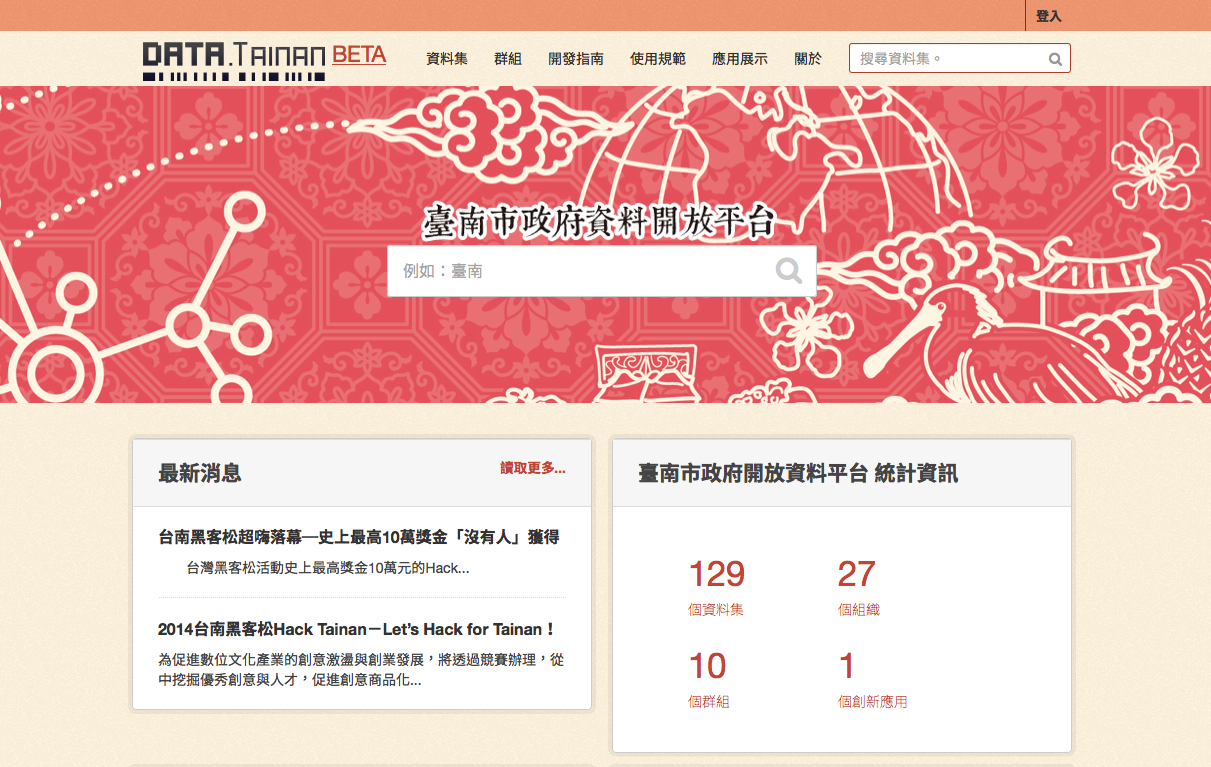 登入
DATA.TAINAN BETA
資料集 群組 開發指南 使用規範 應用展示 關於 搜尋資料集。
臺南市政府資料開放平台
例如：臺南
最新消息 讀取更多...
台南黑客松超嗨落幕—史上最高10萬獎金「沒有人」獲得
台灣黑客松活動史上最高獎金10萬元的Hack...
2014台南黑客松Hack Tainan－Let’s Hack for Tainan！
為促進數位文化產業的創意激盪與創業發展，將透過競賽辦理，從
中挖掘優秀創意與人才，促進創意商品化...
臺南市政府開放資料平台 統計資訊
129 27
個資料集 個組織
10 1
個群組 個創新應用